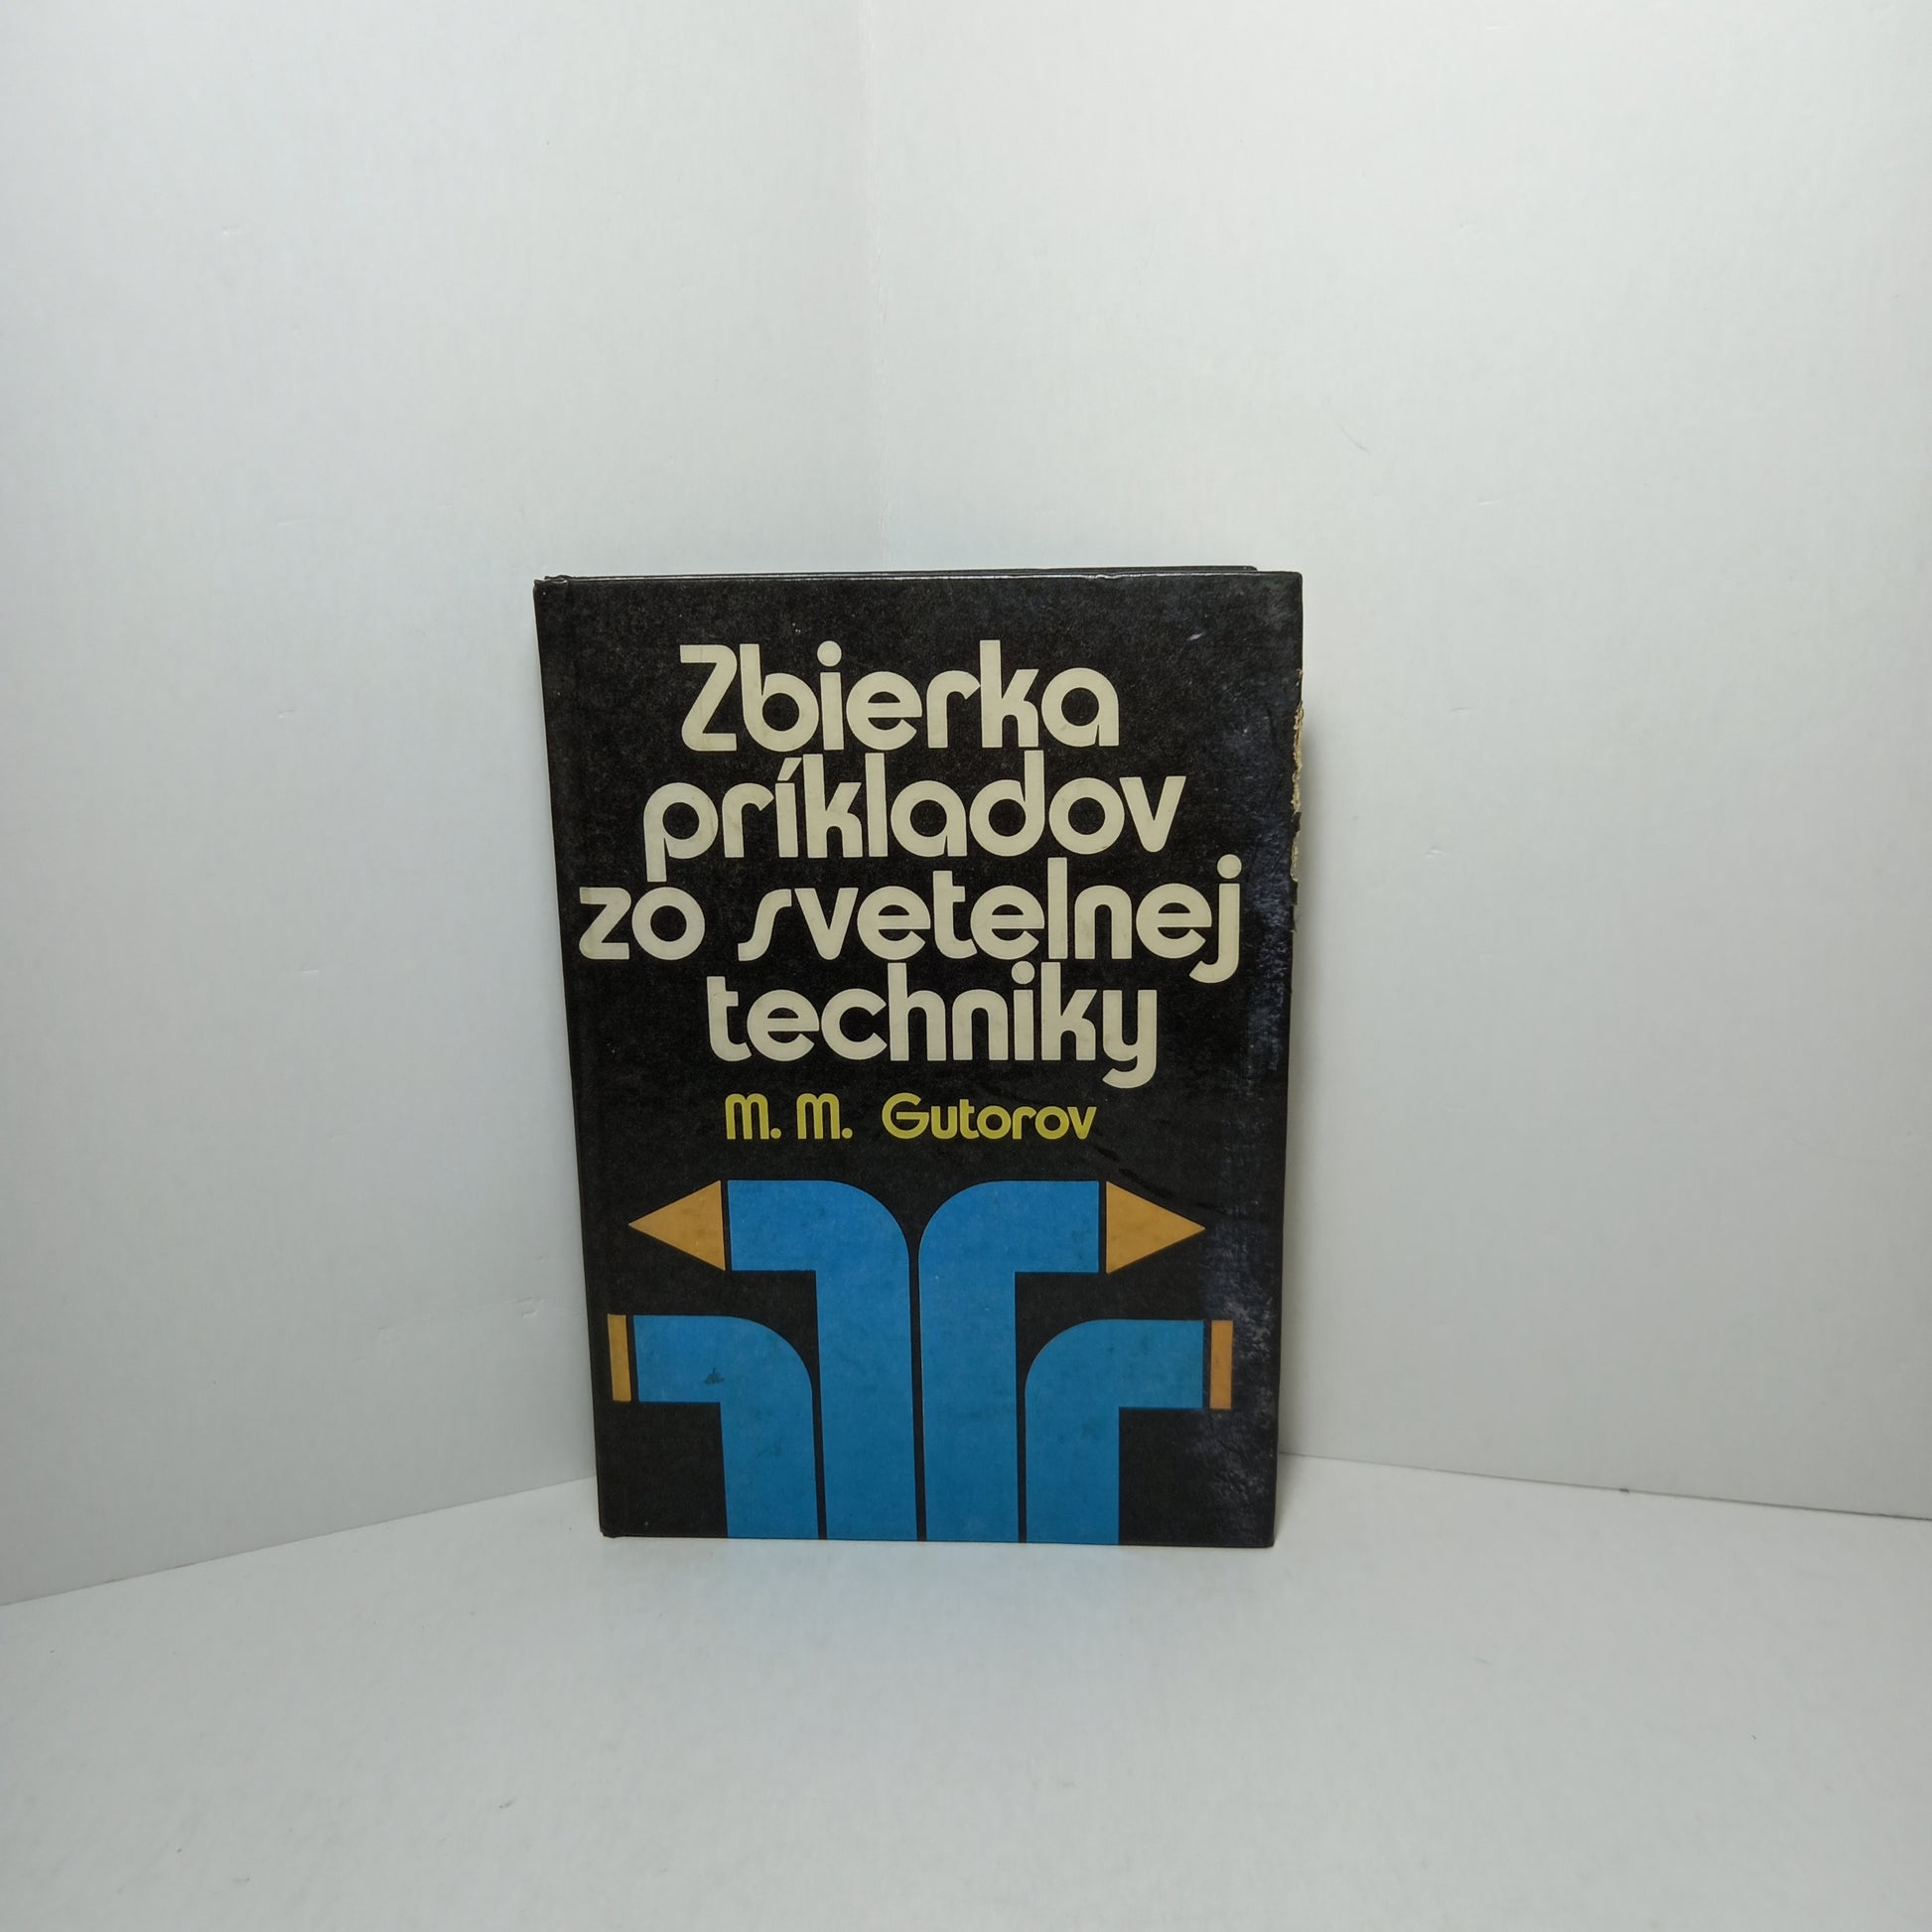 Zbierka
príkladov
zo svetelnej
techniky
M. M. Gutorov